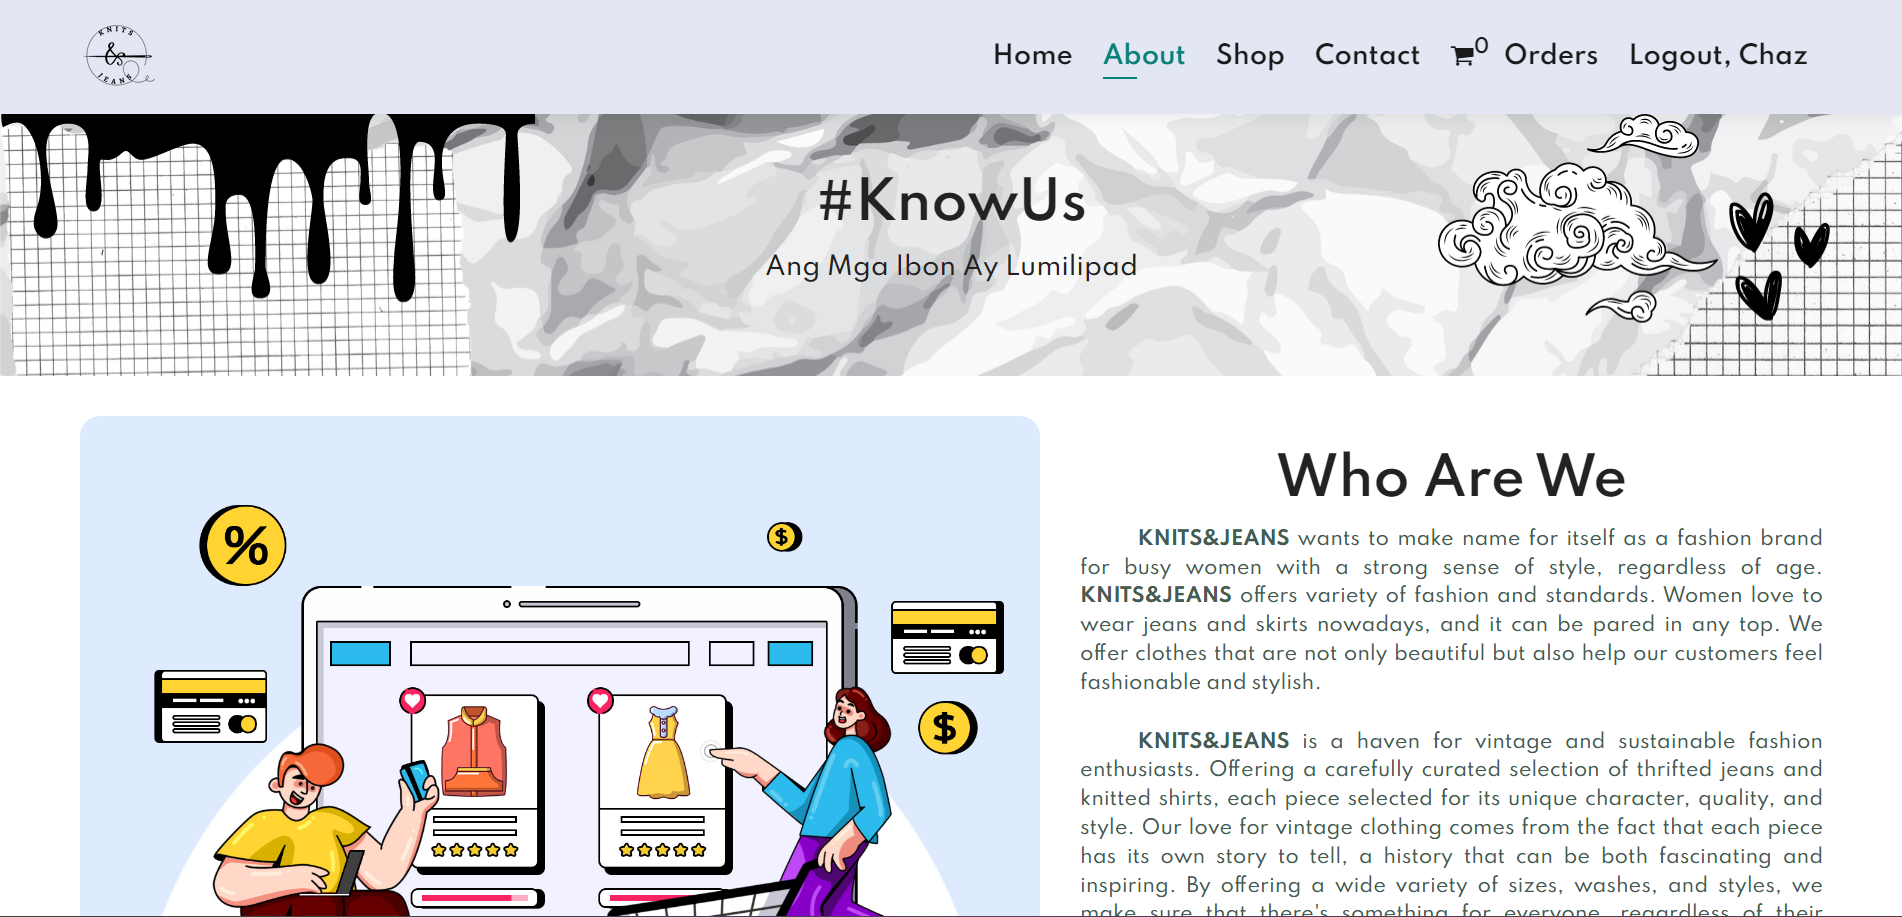 KNITS
&
JEANS
Home About Shop Contact 0 Orders Logout, Chaz
#KnowUs
Ang Mga Ibon Ay Lumilipad
%
$
$
Who Are We
KNITS&JEANS wants to make name for itself as a fashion brand
for busy women with a strong sense of style, regardless of age.
KNITS&JEANS offers variety of fashion and standards. Women love to
wear jeans and skirts nowadays, and it can be pared in any top. We
offer clothes that are not only beautiful but also help our customers feel
fashionable and stylish.
KNITS&JEANS is a haven for vintage and sustainable fashion
enthusiasts. Offering a carefully curated selection of thrifted jeans and
knitted shirts, each piece selected for its unique character, quality, and
style. Our love for vintage clothing comes from the fact that each piece
has its own story to tell, a history that can be both fascinating and
inspiring. By offering a wide variety of sizes, washes, and styles, we
make sure that there's something for everyone, regardless of their